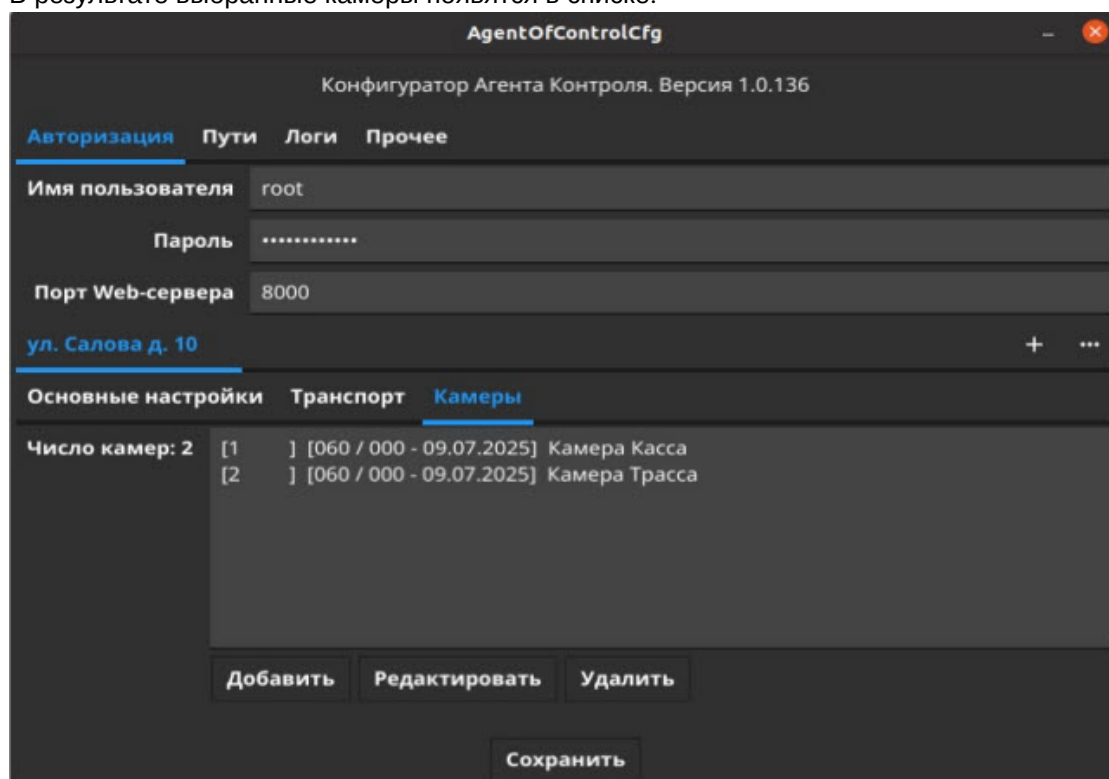 В результате выбранные камеры появятся в списке.
AgentOfControlCfg
Конфигуратор Агента Контроля. Версия 1.0.136
Авторизация Пути Логи Прочее
Имя пользователя root
Пароль ••••••••••••
Порт Web-сервера 8000
ул. Салова д. 10 + ...
Основные настройки Транспорт Камеры
Число камер: 2 [1 ] [060 / 000 - 09.07.2025] Камера Касса
[2 ] [060 / 000 - 09.07.2025] Камера Трасса
Добавить Редактировать Удалить
Сохранить